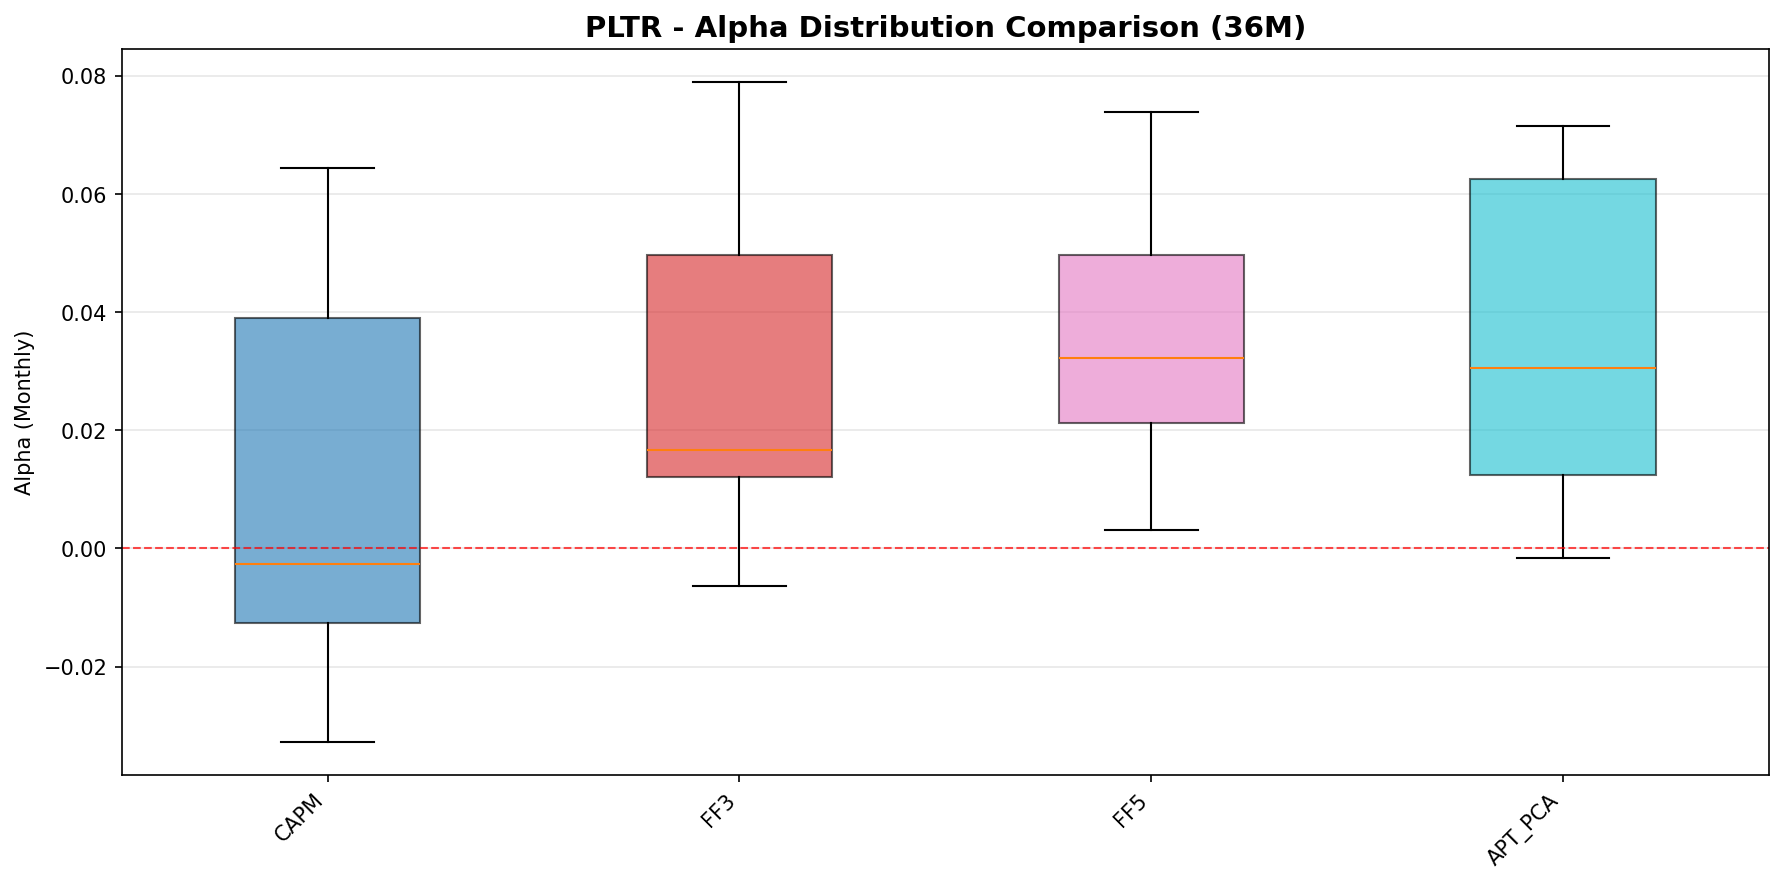 PLTR - Alpha Distribution Comparison (36M)
Alpha (Monthly)
0.08
0.06
0.04
0.02
0.00
−0.02
CAPM
FF3
FF5
APT_PCA